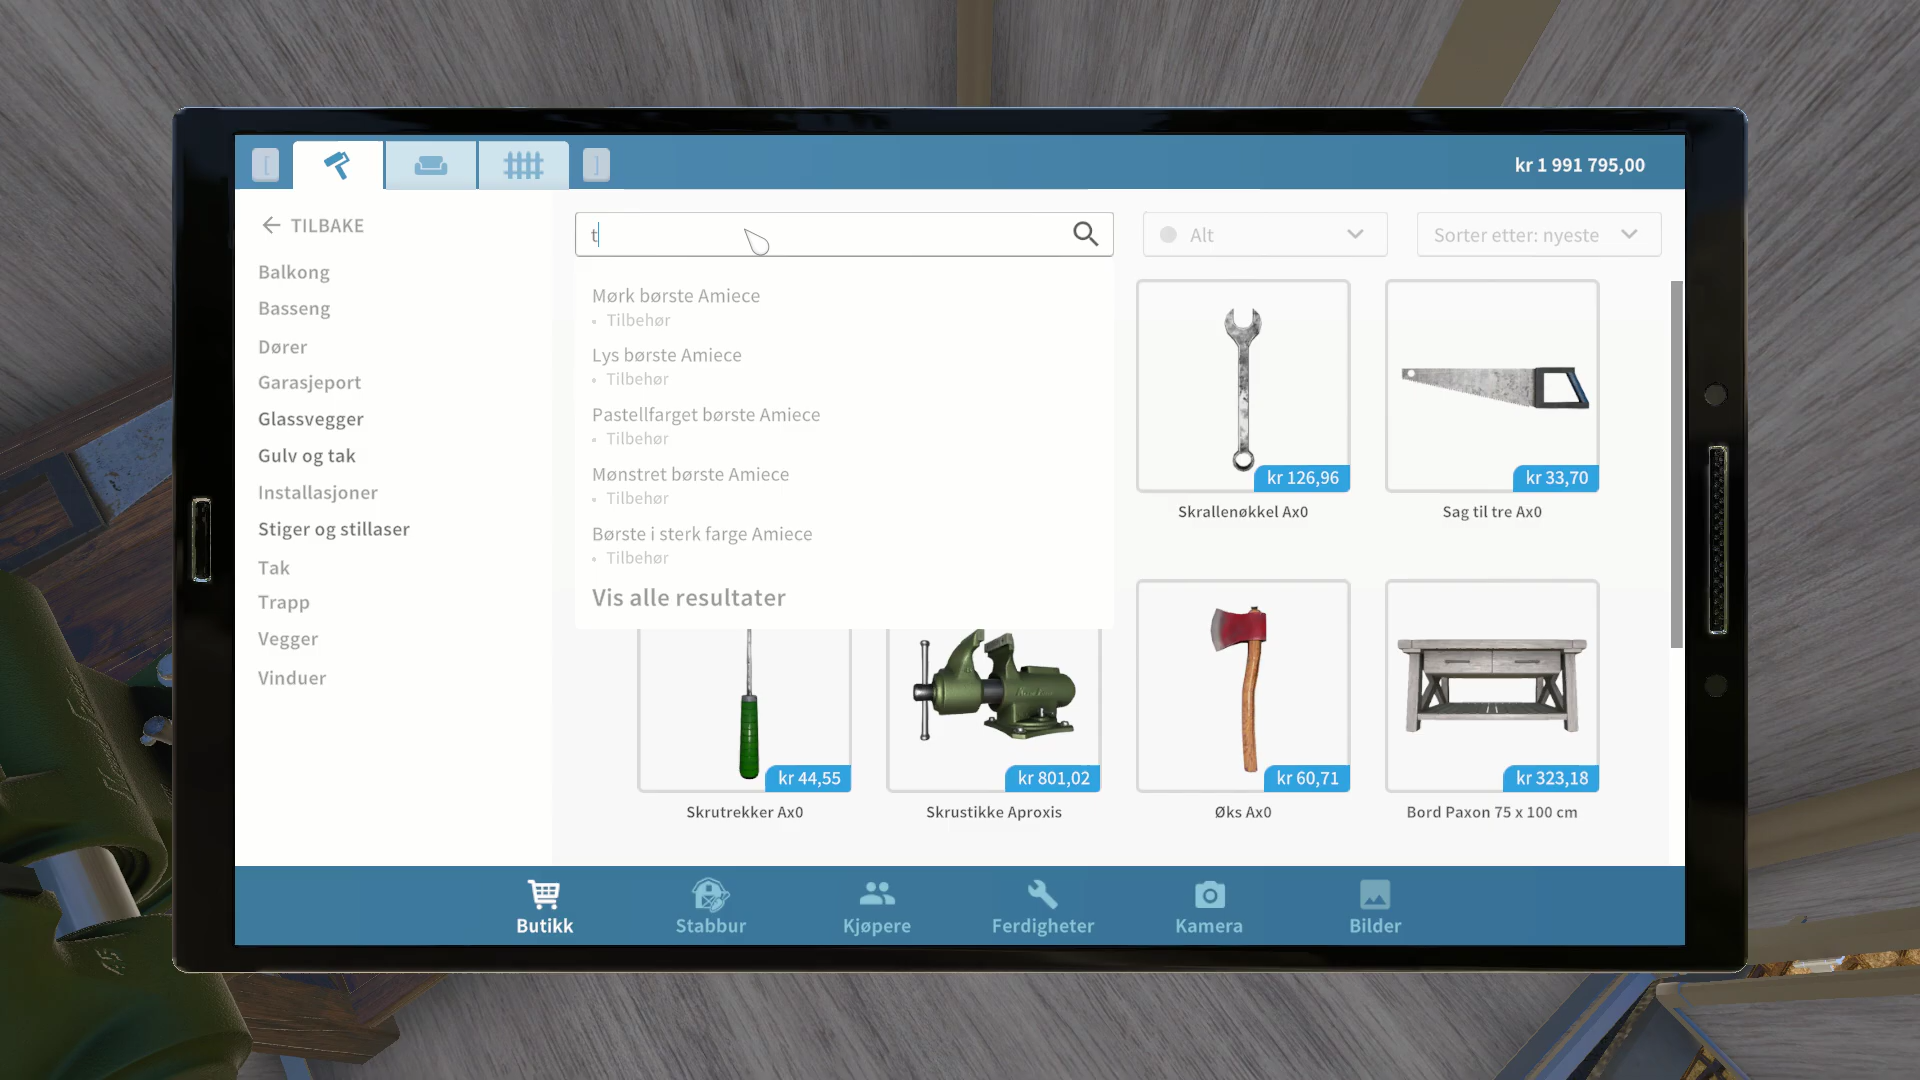 [
]
kr 1 991 795,00
TILBAKE
t
Alt
Sorter etter: nyeste
Balkong
Basseng
Dører
Garasjeport
Glassvegger
Gulv og tak
Installasjoner
Stiger og stillaser
Tak
Trapp
Vegger
Vinduer
Mørk børste Amiece
• Tilbehør
Lys børste Amiece
• Tilbehør
Pastellfarget børste Amiece
• Tilbehør
Mønstret børste Amiece
• Tilbehør
Børste i sterk farge Amiece
• Tilbehør
Vis alle resultater
kr 126,96
Skrallenøkkel Ax0
kr 33,70
Sag til tre Ax0
kr 44,55
Skrutrekker Ax0
kr 801,02
Skrustikke Aproxis
kr 60,71
Øks Ax0
kr 323,18
Bord Paxon 75 x 100 cm
Butikk
Stabbur
Kjøpere
Ferdigheter
Kamera
Bilder